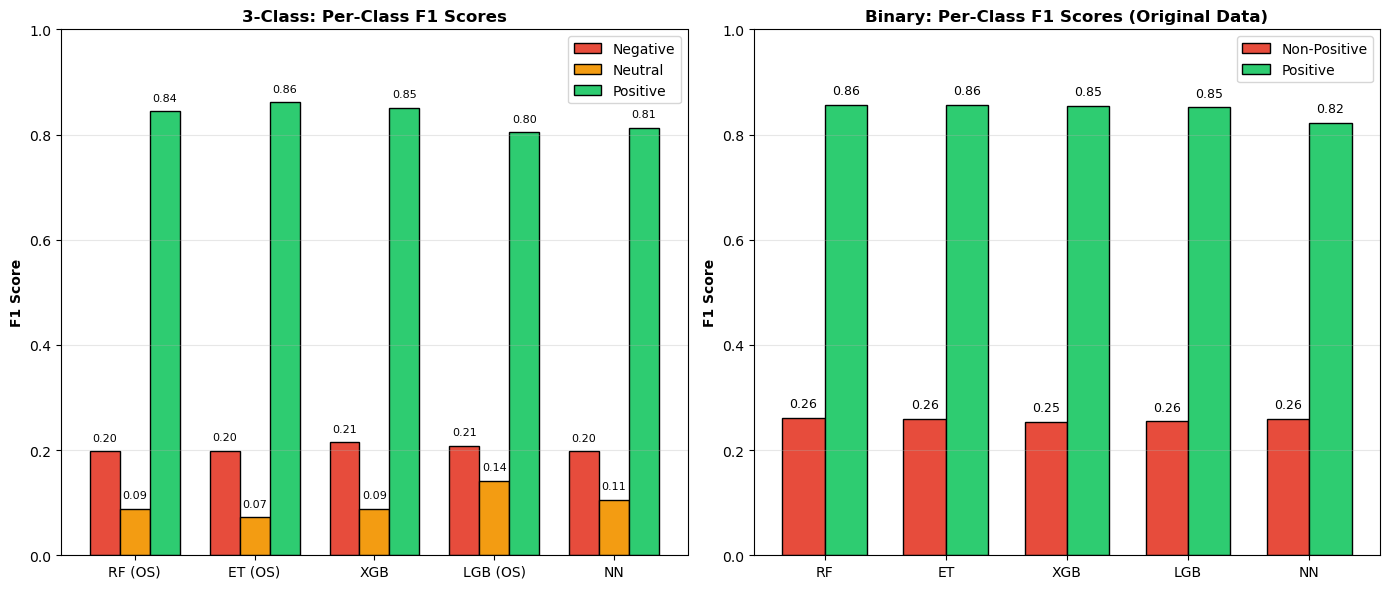 3-Class: Per-Class F1 Scores
F1 Score
1.0
0.8
0.6
0.4
0.2
0.0
Negative
Neutral
Positive
0.20
0.09
0.84
0.20
0.07
0.86
0.21
0.09
0.85
0.21
0.14
0.80
0.20
0.11
0.81
RF (OS)
ET (OS)
XGB
LGB (OS)
NN
Binary: Per-Class F1 Scores (Original Data)
F1 Score
1.0
0.8
0.6
0.4
0.2
0.0
Non-Positive
Positive
0.26
0.86
0.26
0.86
0.25
0.85
0.26
0.85
0.26
0.82
RF
ET
XGB
LGB
NN